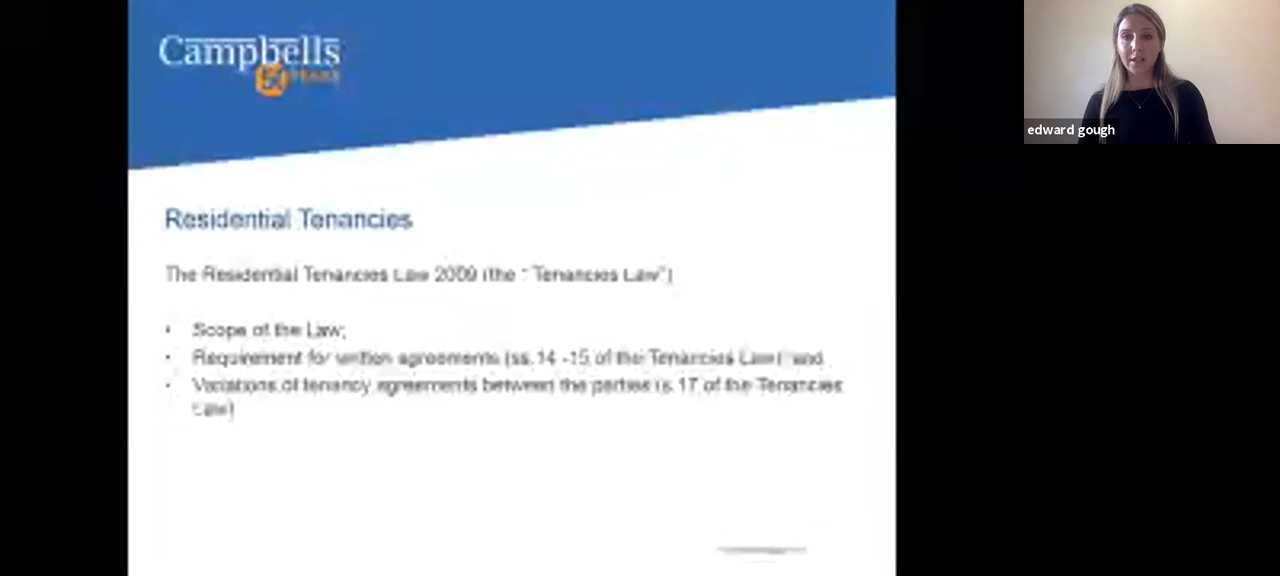 Campbells
50 YEARS
edward gough
Residential Tenancies
The Residential Tenancies Law 2009 (the " Tenancies Law")
• Scope of the Law;
• Requirement for written agreements (ss. 14 -15 of the Tenancies Law) and
• Variations of tenancy agreements between the parties (s.17 of the Tenancies
Law)